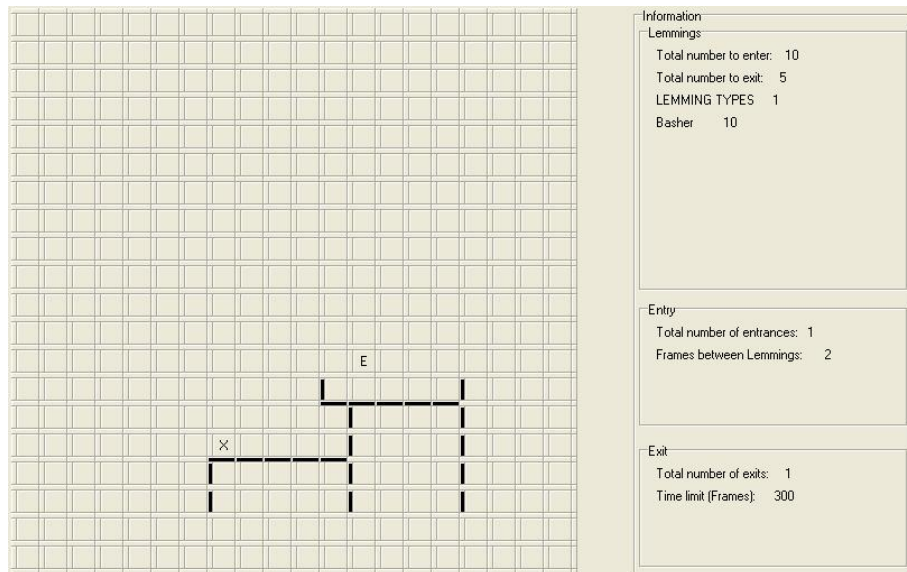 Information
Lemmings
Total number to enter: 10
Total number to exit: 5
LEMMING TYPES 1
Basher 10
Entry
Total number of entrances: 1
Frames between Lemmings: 2
Exit
Total number of exits: 1
Time limit (Frames): 300
E
X